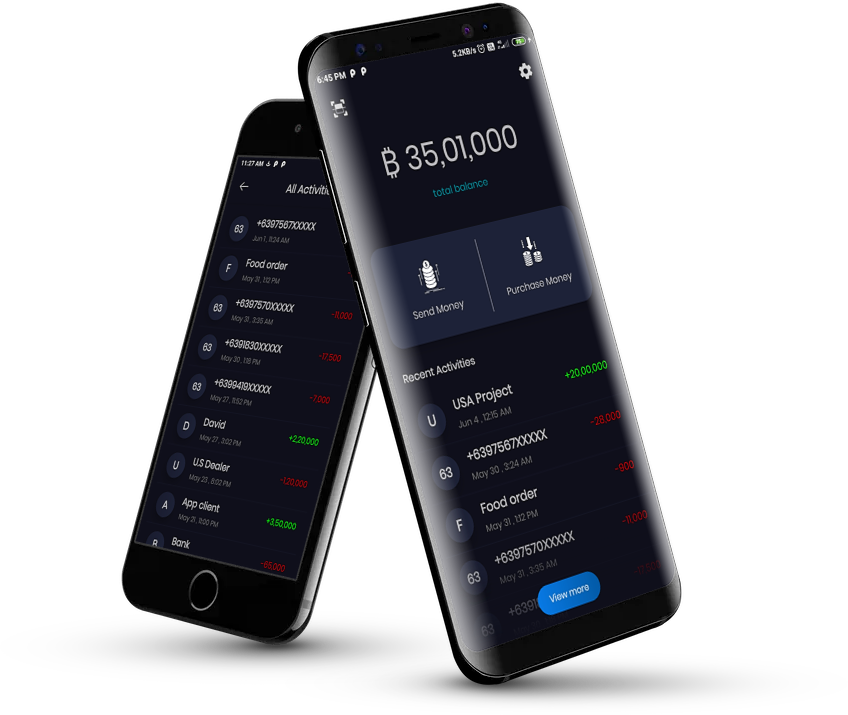 11:27 AM
All Activiti
63
+6397567XXXXX
Jun 1, 11:24 AM
F
Food order
May 31, 1:12 PM
63
+6397570XXXXX
May 31, 3:35 AM
-11,000
63
+6391830XXXXX
May 30, 1:18 PM
-17,500
63
+6399419XXXXX
May 27, 11:52 PM
-7,000
D
David
May 27, 3:02 PM
+2,20,000
U
U.S Dealer
May 23, 8:02 PM
-1,20,000
A
App client
May 21, 11:00 PM
+3,50,000
B
Bank
-65,000
6:45 PM
5.2KB/s
₿ 35,01,000
total balance
Send Money
Purchase Money
Recent Activities
U
USA Project
Jun 4 , 12:15 AM
+20,00,000
63
+6397567XXXXX
May 30 , 3:24 AM
-28,000
F
Food order
May 31 , 1:12 PM
-900
63
+6397570XXXXX
May 31 , 3:35 AM
-11,000
63
+6391
View more